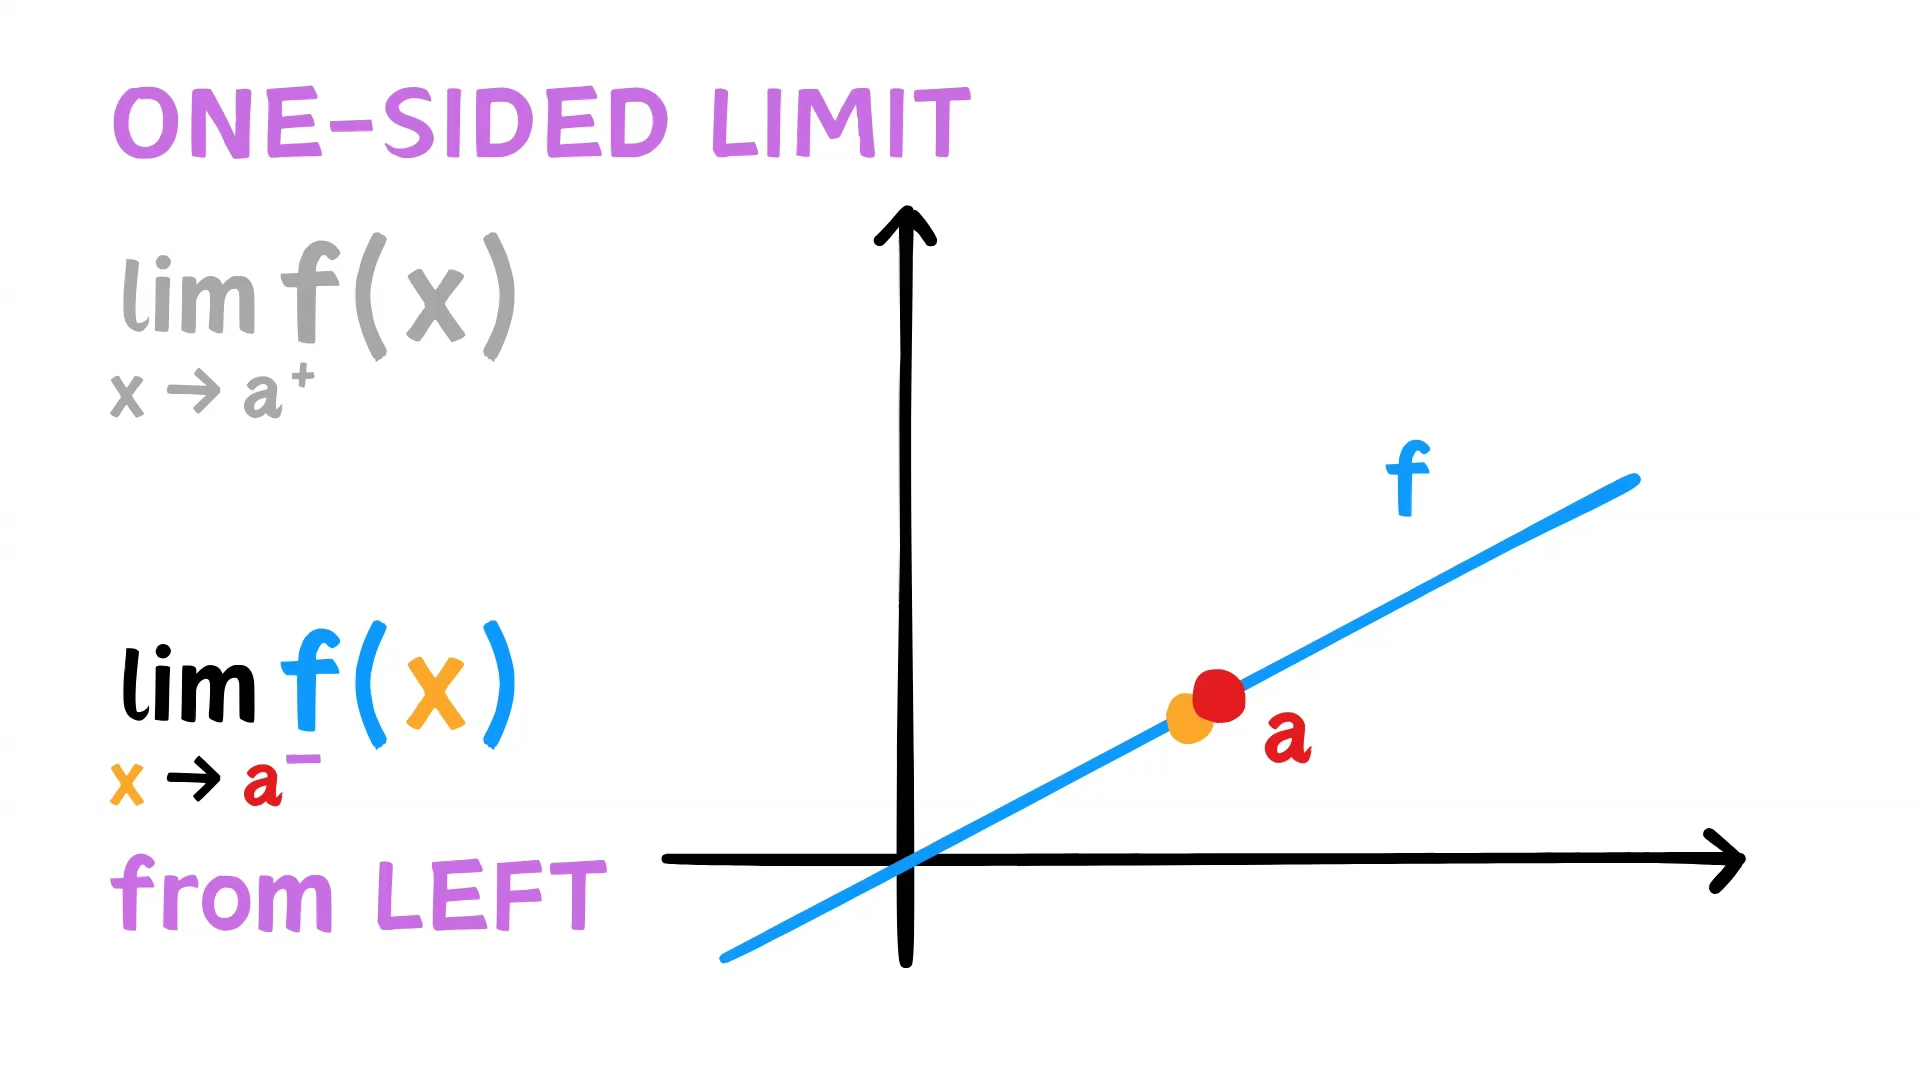 ONE-SIDED LIMIT
lim f(x)
x → a⁺
f
lim f(x)
x → a⁻
a
from LEFT